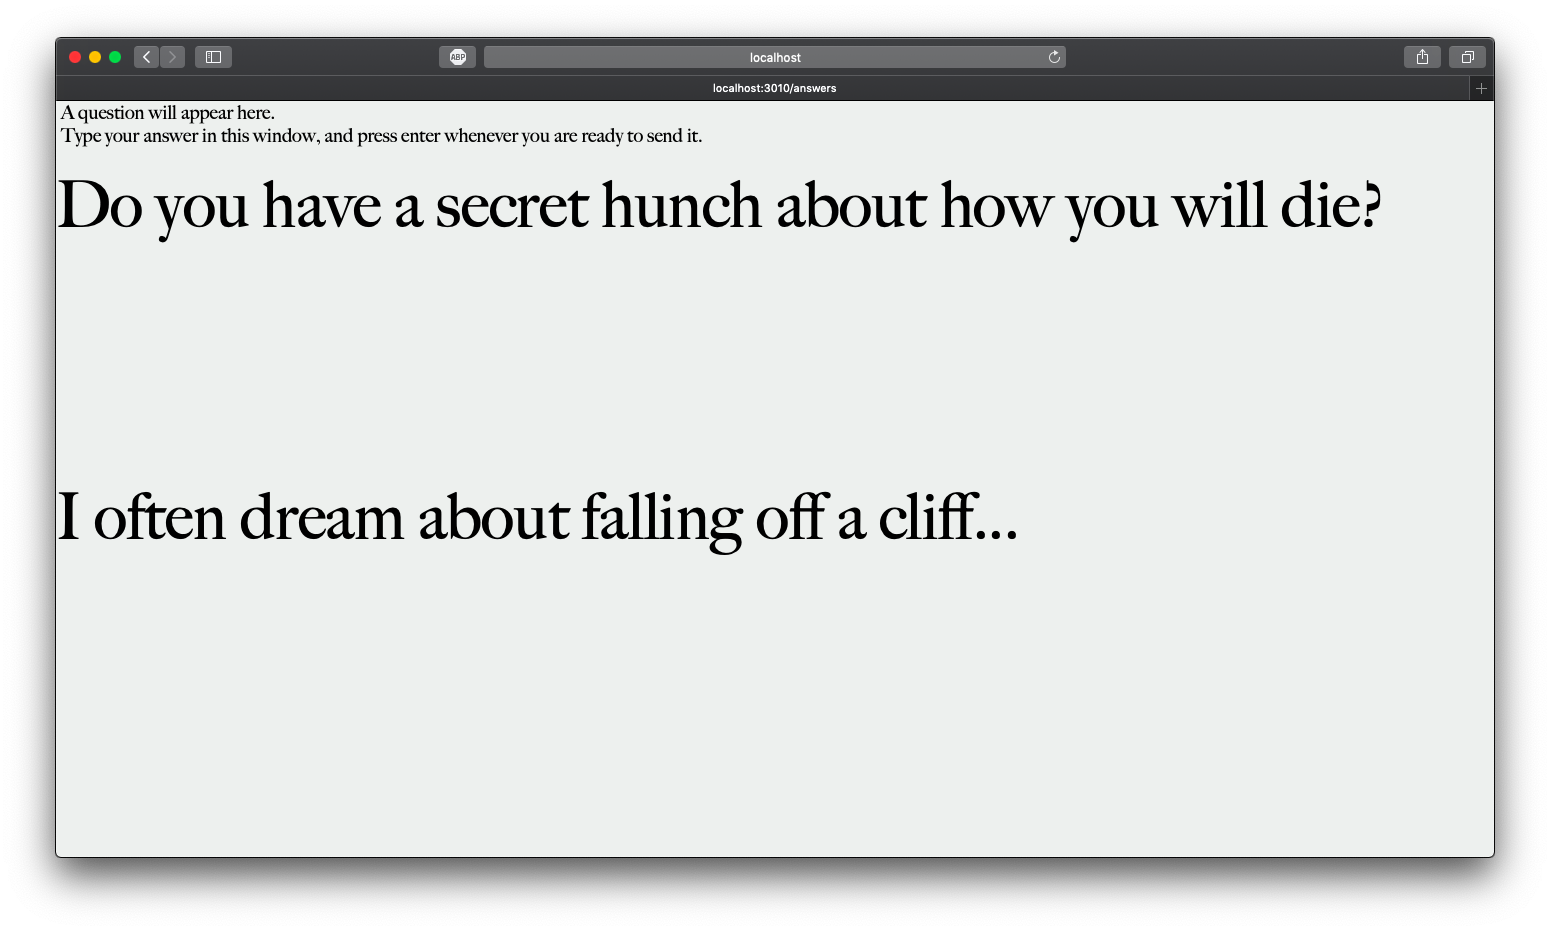 ABP
localhost
localhost:3010/answers
A question will appear here.
Type your answer in this window, and press enter whenever you are ready to send it.
Do you have a secret hunch about how you will die?
I often dream about falling off a cliff...